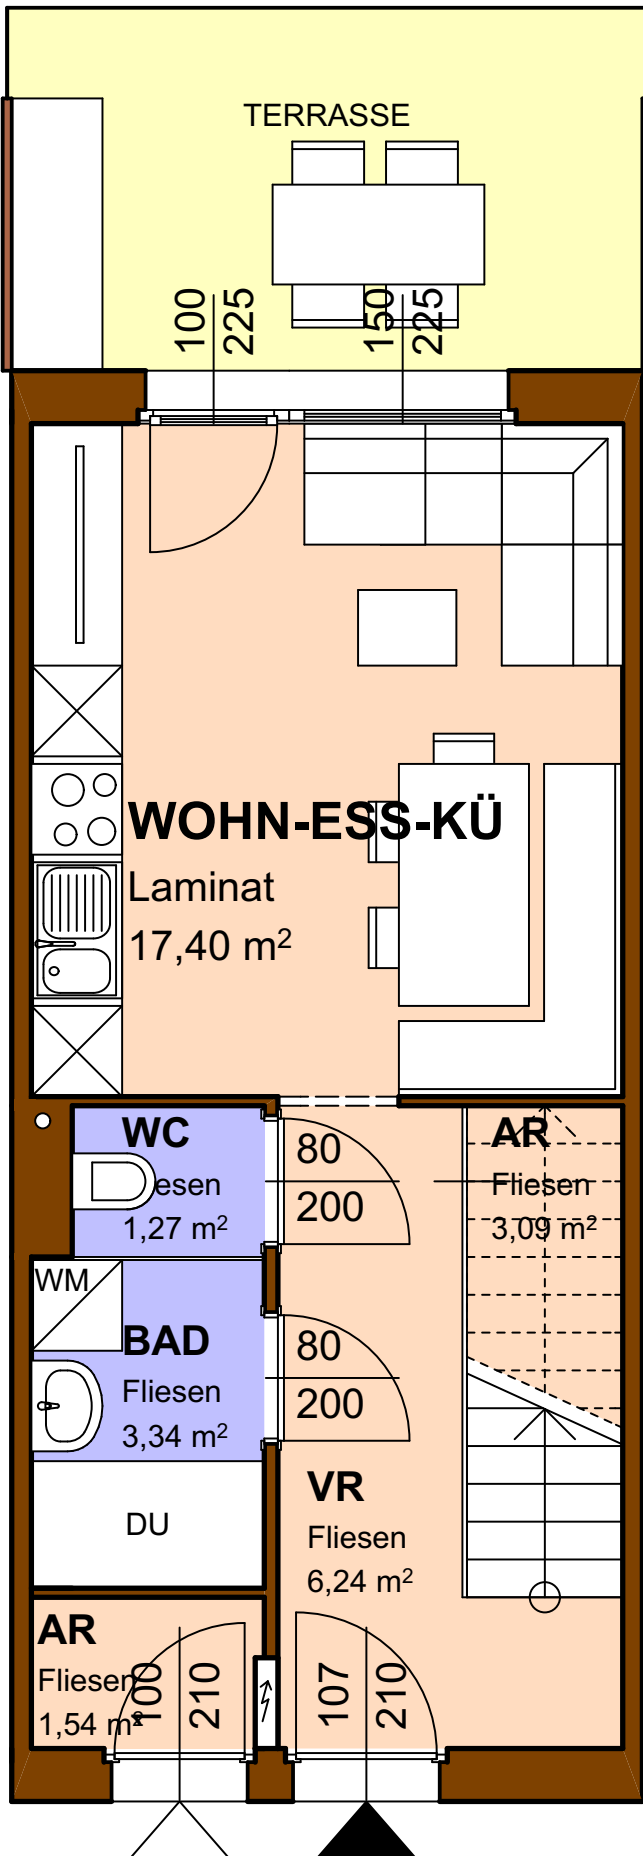 TERRASSE
100
225
150
225
WOHN-ESS-KÜ
Laminat
17,40 m²
WC
esen
1,27 m²
80
200
AR
Fliesen
3,09 m²
WM
BAD
Fliesen
3,34 m²
80
200
DU
VR
Fliesen
6,24 m²
AR
Fliesen
1,54 m²
100
210
107
210